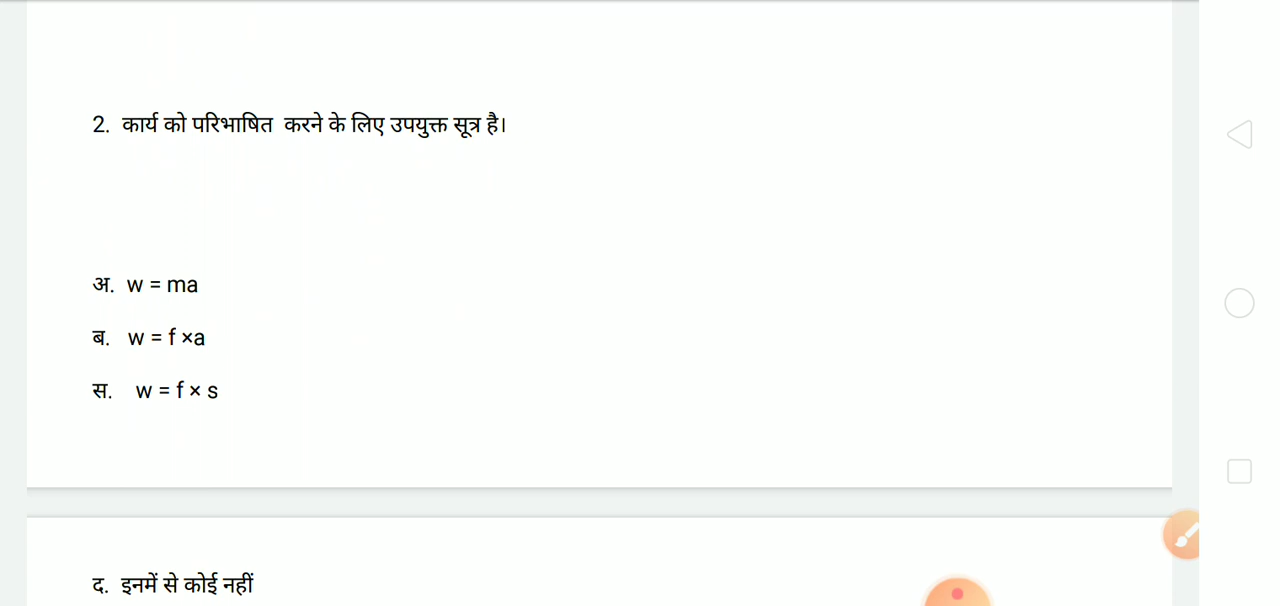 2. कार्य को परिभाषित करने के लिए उपयुक्त सूत्र है।
अ. w = ma
ब. w = f ×a
स. w = f × s
द. इनमें से कोई नहीं